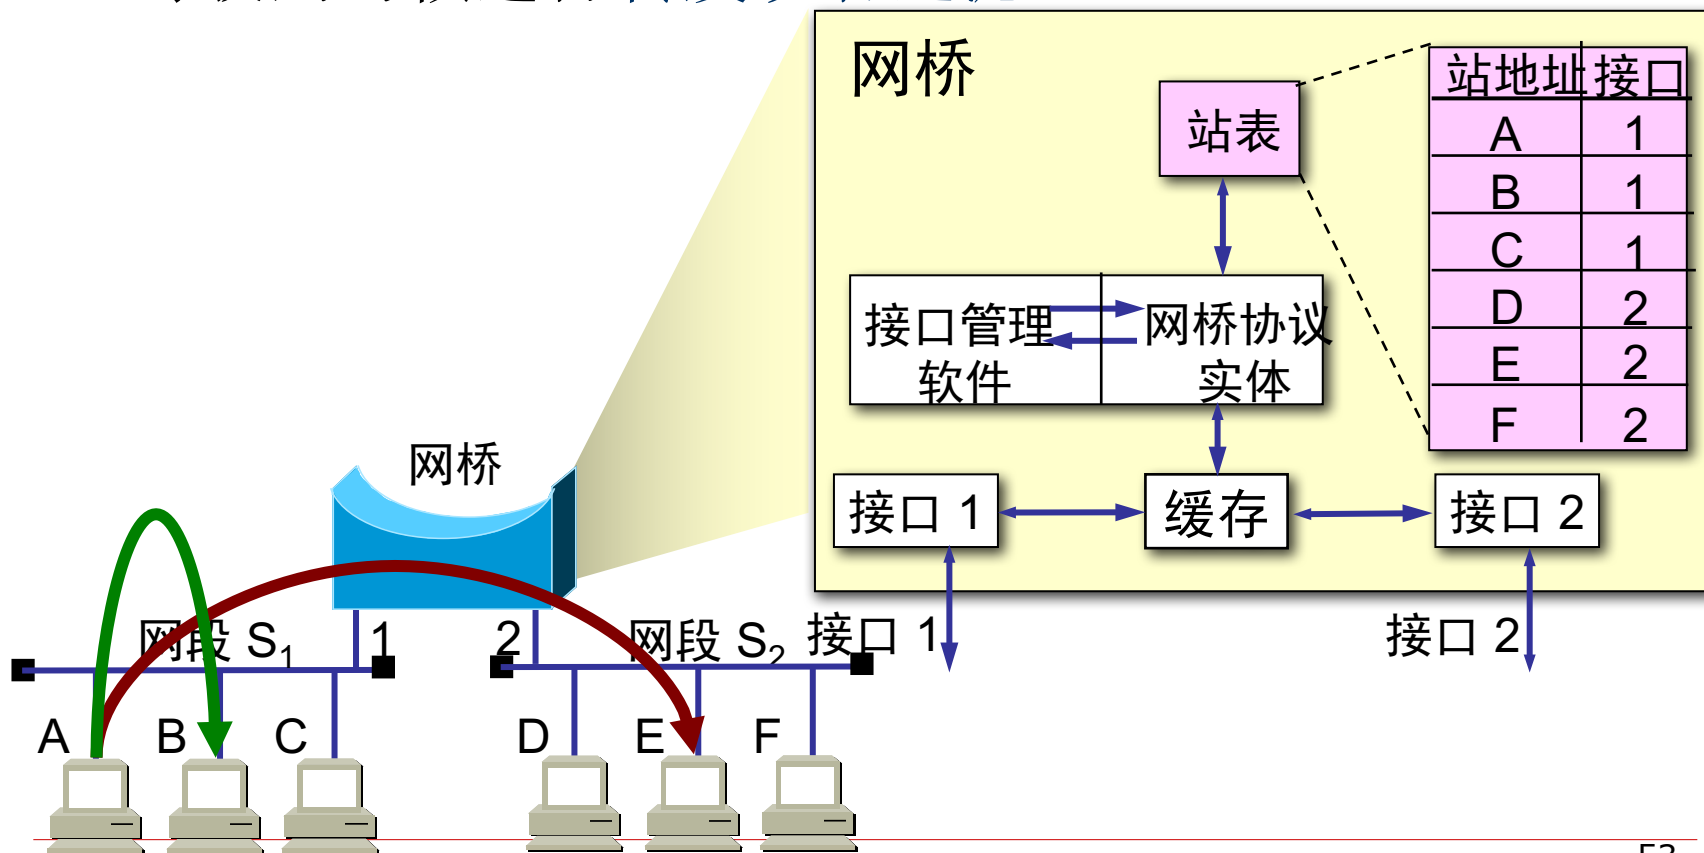 网桥
站表
站地址 接口
A 1
B 1
C 1
D 2
E 2
F 2
接口管理
软件
网桥协议
实体
接口 1
缓存
接口 2
接口 1
接口 2
网桥
网段 S1
1
2
网段 S2
A B C D E F